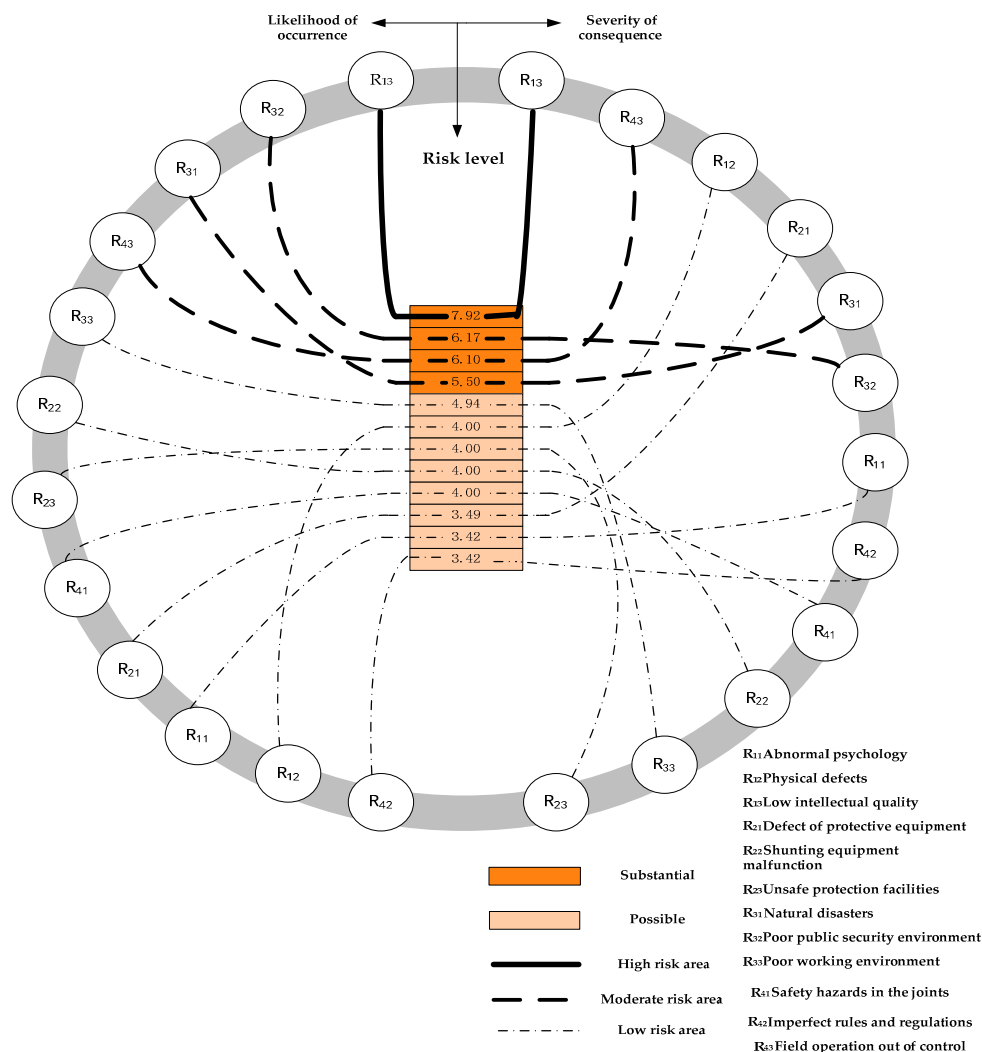 Likelihood of
occurrence
Severity of
consequence
Risk level
R13
R32
R31
R43
R33
R22
R23
R41
R21
R11
R12
R42
R13
R43
R12
R21
R31
R32
R11
R42
R41
R22
R33
R23
7.92
6.17
6.10
5.50
4.94
4.00
4.00
4.00
4.00
3.49
3.42
3.42
Substantial
Possible
High risk area
Moderate risk area
Low risk area
R11Abnormal psychology
R12Physical defects
R13Low intellectual quality
R21Defect of protective equipment
R22Shunting equipment
malfunction
R23Unsafe protection facilities
R31Natural disasters
R32Poor public security environment
R33Poor working environment
R41Safety hazards in the joints
R42Imperfect rules and regulations
R43Field operation out of control